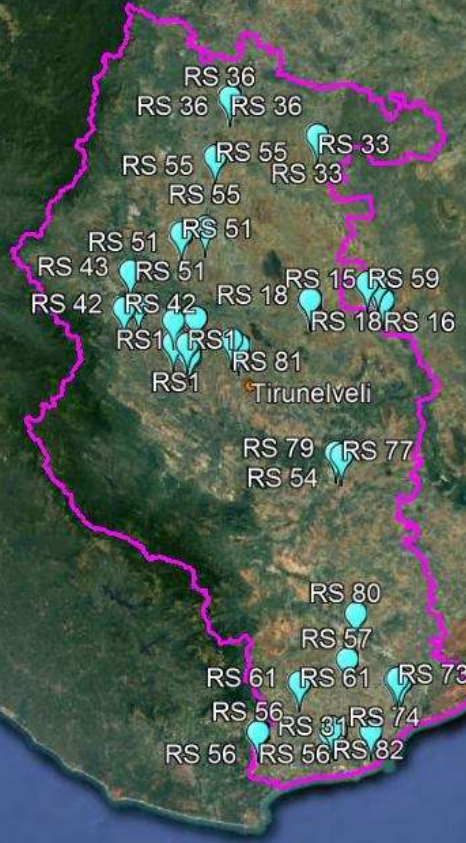 RS 36
RS 36 RS 36
RS 33
RS 55 RS 55
RS 33
RS 55
RS 51 RS 51
RS 43 RS 51
RS 18 RS 15 RS 59
RS 42 RS 42
RS 18 RS 16
RS1 RS1
RS 81
RS1
Tirunelveli
RS 79 RS 77
RS 54
RS 80
RS 57
RS 61 RS 61 RS 73
RS 56 RS 31 RS 74
RS 56 RS 56 RS 82